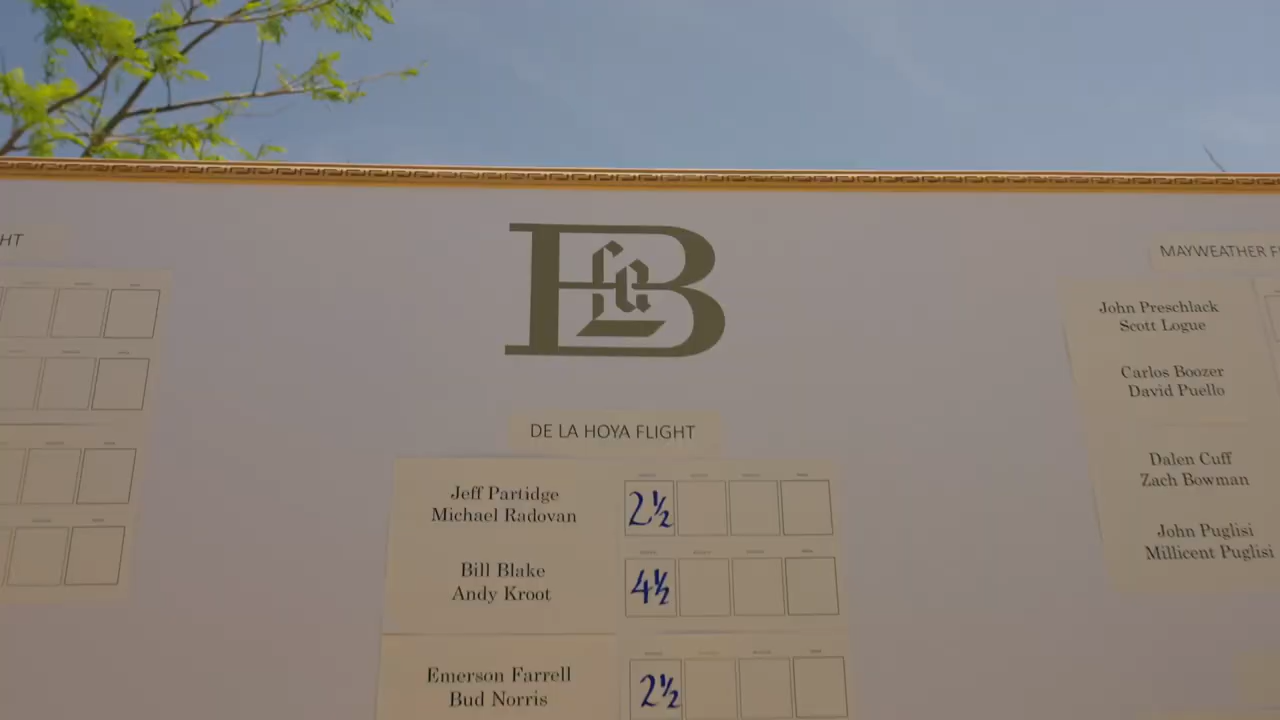 HT
DE LA HOYA FLIGHT
Jeff Partidge
Michael Radovan
2½
Bill Blake
Andy Kroot
4½
Emerson Farrell
Bud Norris
2½
MAYWEATHER F
John Preschlack
Scott Logue
Carlos Boozer
David Puello
Dalen Cuff
Zach Bowman
John Puglisi
Millicent Puglisi